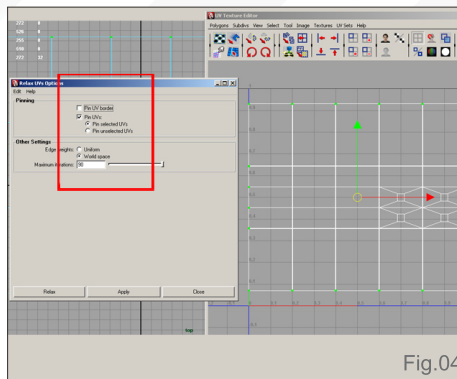 UV Texture Editor
Polygons Subdivs View Select Tool Image Textures UV Sets Help
Relax UVs Options
Edit Help
Pinning
Pin UV border
Pin UVs:
Pin selected UVs
Pin unselected UVs
Other Settings
Edge weights: Uniform
World space
Maximum iterations:
Relax Apply Close
top
Fig.04